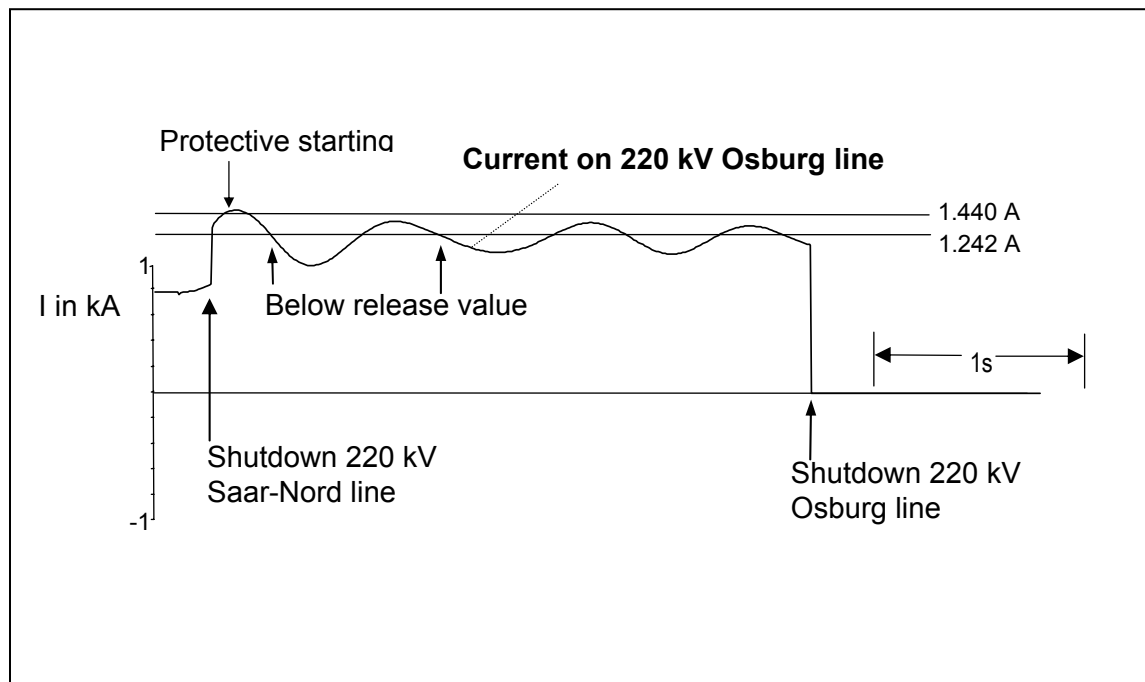 Protective starting
Current on 220 kV Osburg line
1.440 A
1.242 A
1
I in kA
Below release value
1s
Shutdown 220 kV
Saar-Nord line
Shutdown 220 kV
Osburg line
-1